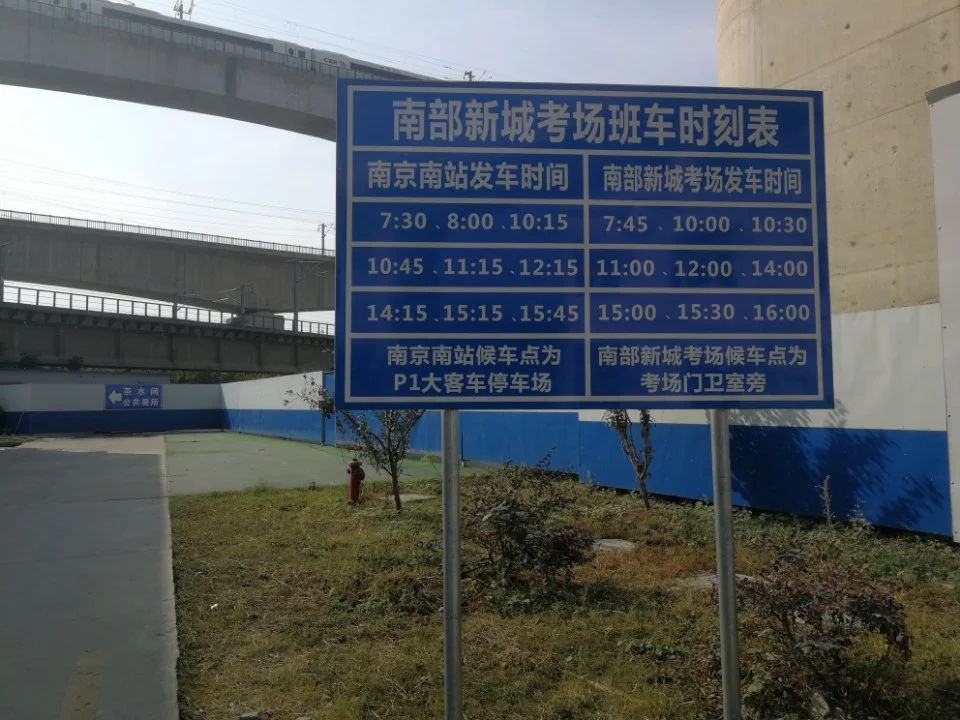 南部新城考场班车时刻表
南京南站发车时间 南部新城考场发车时间
7:30、8:00、10:15 7:45、10:00、10:30
10:45、11:15、12:15 11:00、12:00、14:00
14:15、15:15、15:45 15:00、15:30、16:00
南京南站候车点为
P1大客车停车场
南部新城考场候车点为
考场门卫室旁
茶水间
公共厕所